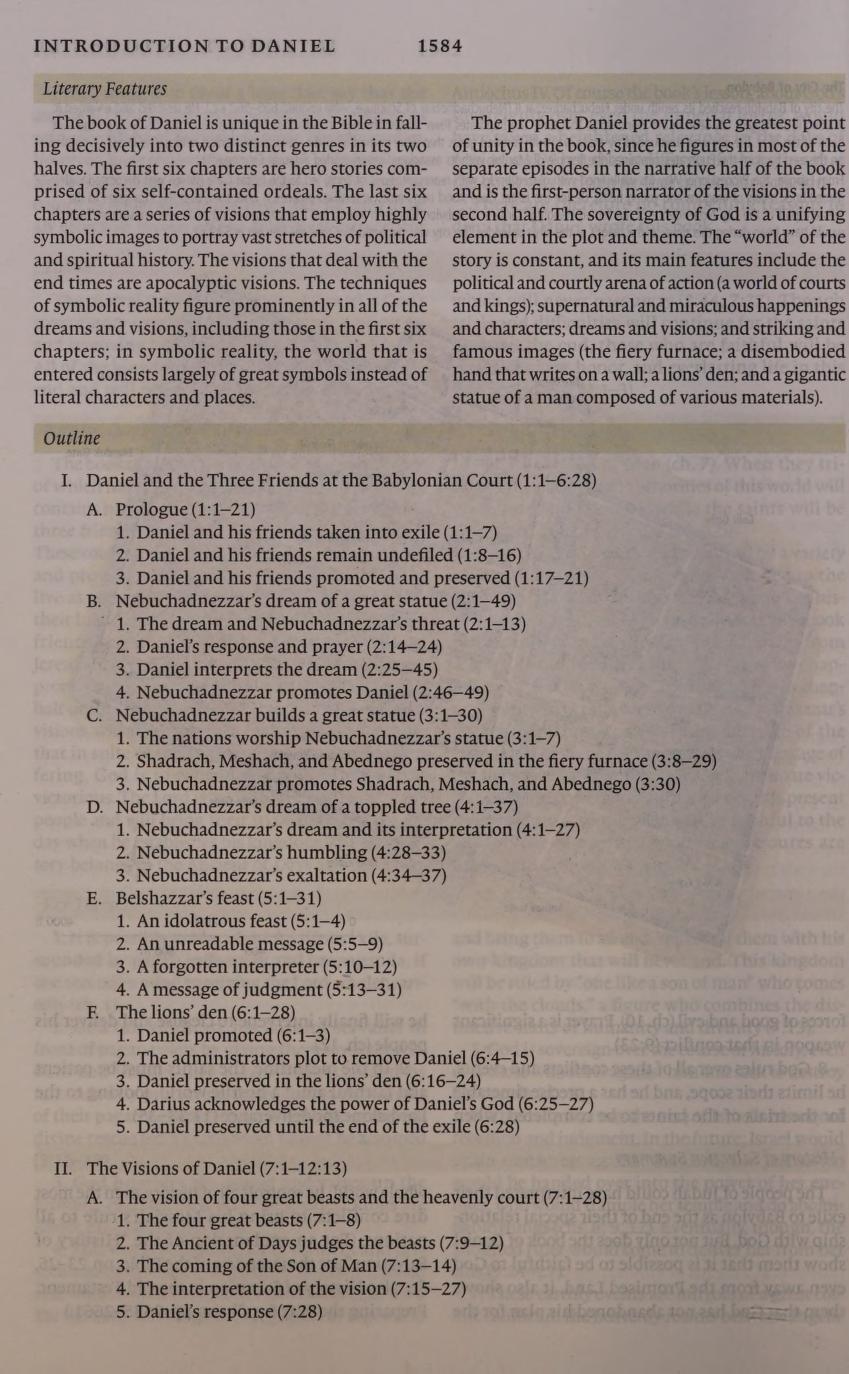 INTRODUCTION TO DANIEL 1584
Literary Features
The book of Daniel is unique in the Bible in fall-
ing decisively into two distinct genres in its two
halves. The first six chapters are hero stories com-
prised of six self-contained ordeals. The last six
chapters are a series of visions that employ highly
symbolic images to portray vast stretches of political
and spiritual history. The visions that deal with the
end times are apocalyptic visions. The techniques
of symbolic reality figure prominently in all of the
dreams and visions, including those in the first six
chapters; in symbolic reality, the world that is
entered consists largely of great symbols instead of
literal characters and places.
The prophet Daniel provides the greatest point
of unity in the book, since he figures in most of the
separate episodes in the narrative half of the book
and is the first-person narrator of the visions in the
second half. The sovereignty of God is a unifying
element in the plot and theme. The “world” of the
story is constant, and its main features include the
political and courtly arena of action (a world of courts
and kings); supernatural and miraculous happenings
and characters; dreams and visions; and striking and
famous images (the fiery furnace; a disembodied
hand that writes on a wall; a lions’ den; and a gigantic
statue of a man composed of various materials).
Outline
I. Daniel and the Three Friends at the Babylonian Court (1:1–6:28)
A. Prologue (1:1–21)
1. Daniel and his friends taken into exile (1:1–7)
2. Daniel and his friends remain undefiled (1:8–16)
3. Daniel and his friends promoted and preserved (1:17–21)
B. Nebuchadnezzar’s dream of a great statue (2:1–49)
1. The dream and Nebuchadnezzar’s threat (2:1–13)
2. Daniel’s response and prayer (2:14–24)
3. Daniel interprets the dream (2:25–45)
4. Nebuchadnezzar promotes Daniel (2:46–49)
C. Nebuchadnezzar builds a great statue (3:1–30)
1. The nations worship Nebuchadnezzar’s statue (3:1–7)
2. Shadrach, Meshach, and Abednego preserved in the fiery furnace (3:8–29)
3. Nebuchadnezzar promotes Shadrach, Meshach, and Abednego (3:30)
D. Nebuchadnezzar’s dream of a toppled tree (4:1–37)
1. Nebuchadnezzar’s dream and its interpretation (4:1–27)
2. Nebuchadnezzar’s humbling (4:28–33)
3. Nebuchadnezzar’s exaltation (4:34–37)
E. Belshazzar’s feast (5:1–31)
1. An idolatrous feast (5:1–4)
2. An unreadable message (5:5–9)
3. A forgotten interpreter (5:10–12)
4. A message of judgment (5:13–31)
F. The lions’ den (6:1–28)
1. Daniel promoted (6:1–3)
2. The administrators plot to remove Daniel (6:4–15)
3. Daniel preserved in the lions’ den (6:16–24)
4. Darius acknowledges the power of Daniel’s God (6:25–27)
5. Daniel preserved until the end of the exile (6:28)
II. The Visions of Daniel (7:1–12:13)
A. The vision of four great beasts and the heavenly court (7:1–28)
1. The four great beasts (7:1–8)
2. The Ancient of Days judges the beasts (7:9–12)
3. The coming of the Son of Man (7:13–14)
4. The interpretation of the vision (7:15–27)
5. Daniel’s response (7:28)